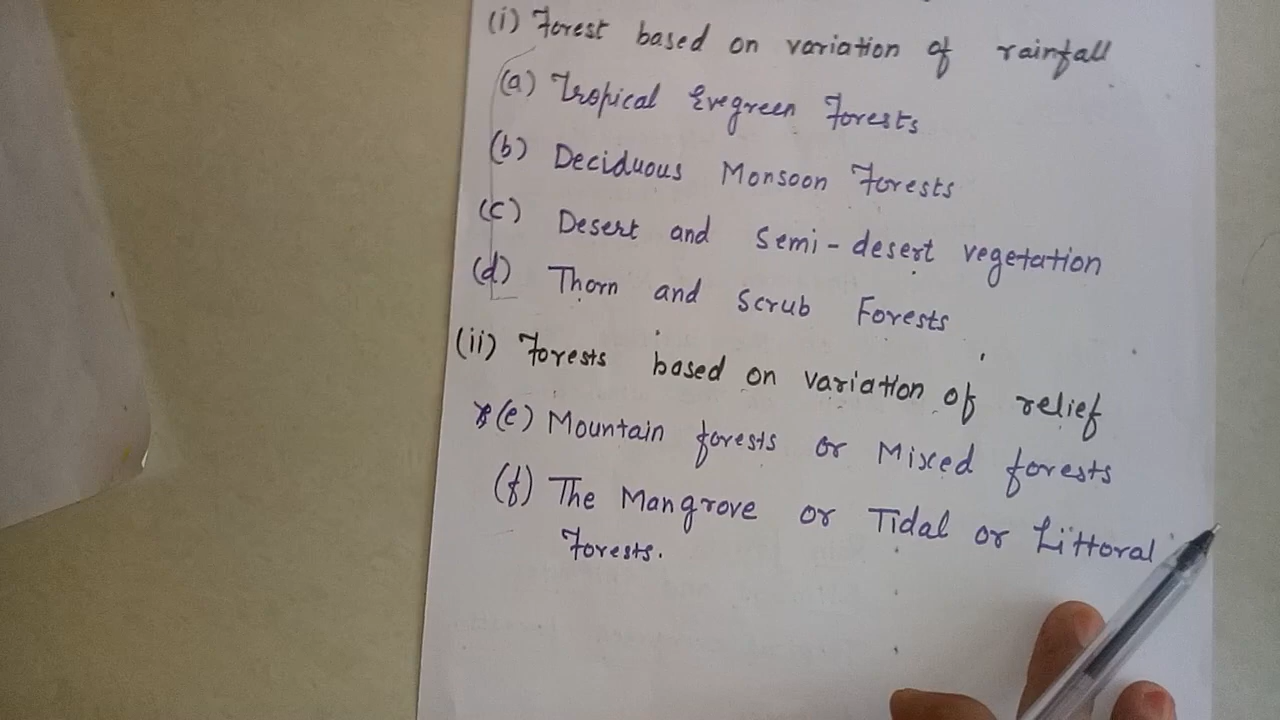 (i) Forest based on variation of rainfall
(a) Tropical Evegreen Forests
(b) Deciduous Monsoon Forests
(c) Desert and Semi-desert vegetation
(d) Thorn and Scrub Forests
(ii) Forests based on variation of relief
(e) Mountain forests or Mixed forests
(f) The Mangrove or Tidal or Littoral
Forests.